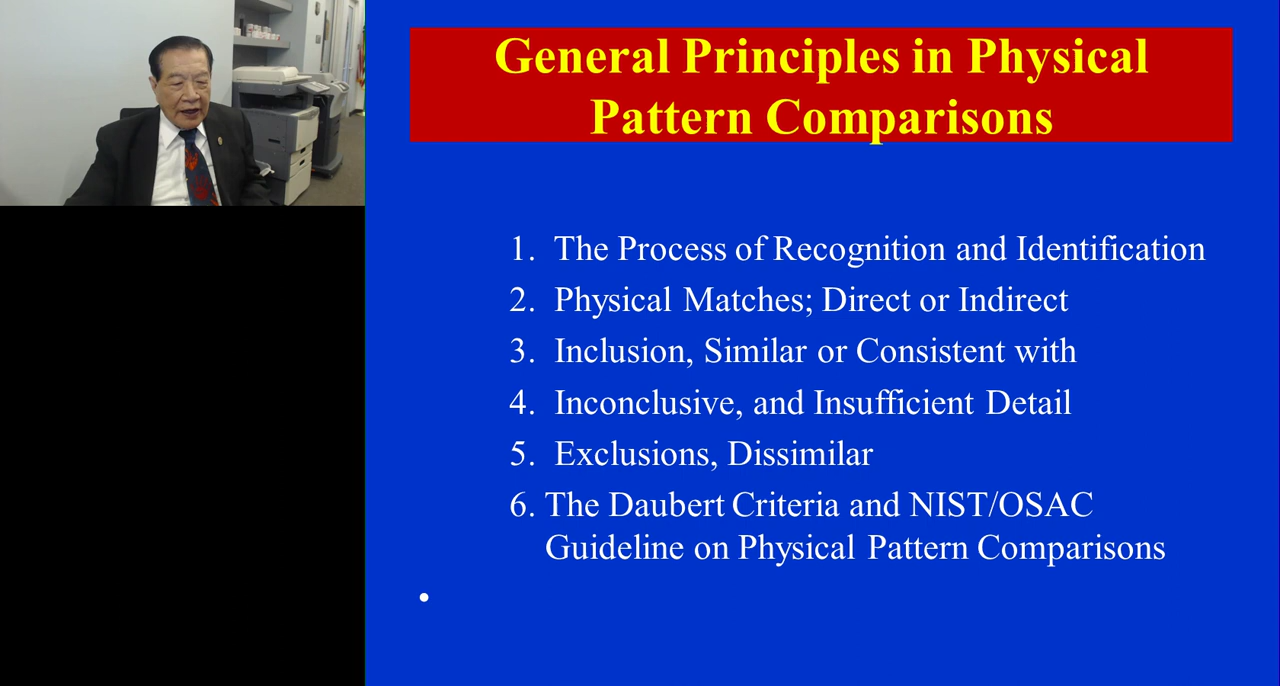 General Principles in Physical
Pattern Comparisons
1. The Process of Recognition and Identification
2. Physical Matches; Direct or Indirect
3. Inclusion, Similar or Consistent with
4. Inconclusive, and Insufficient Detail
5. Exclusions, Dissimilar
6. The Daubert Criteria and NIST/OSAC
Guideline on Physical Pattern Comparisons
•